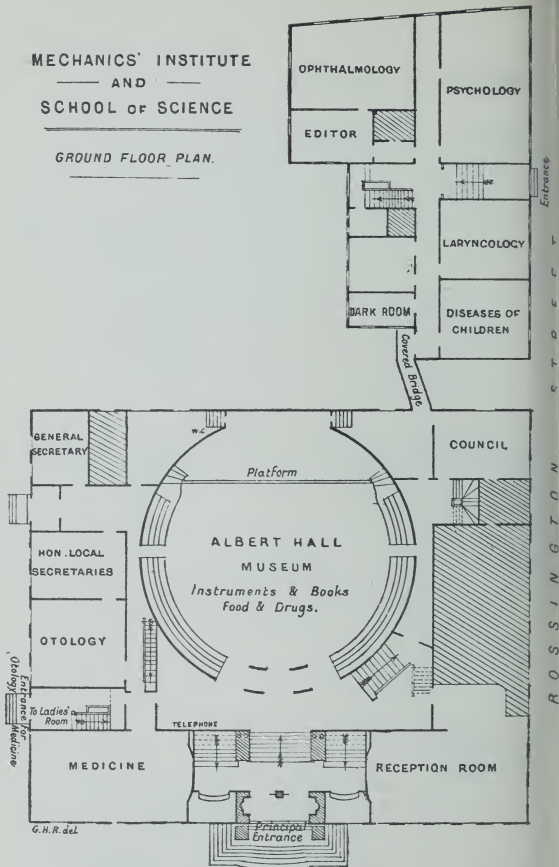 MECHANICS' INSTITUTE
AND
SCHOOL OF SCIENCE
GROUND FLOOR PLAN.
OPHTHALMOLOGY
PSYCHOLOGY
EDITOR
Entrance
LARYNCOLOGY
DARK ROOM
DISEASES OF
CHILDREN
Covered Bridge
ROSSINGTON STREET
GENERAL
SECRETARY
W.C
COUNCIL
Platform
ALBERT HALL
MUSEUM
Instruments & Books
Food & Drugs.
HON. LOCAL
SECRETARIES
OTOLOGY
Entrance for
Otology Medicine
To Ladies'
Room
TELEPHONE
MEDICINE
RECEPTION ROOM
Principal
Entrance
G.H.R. del